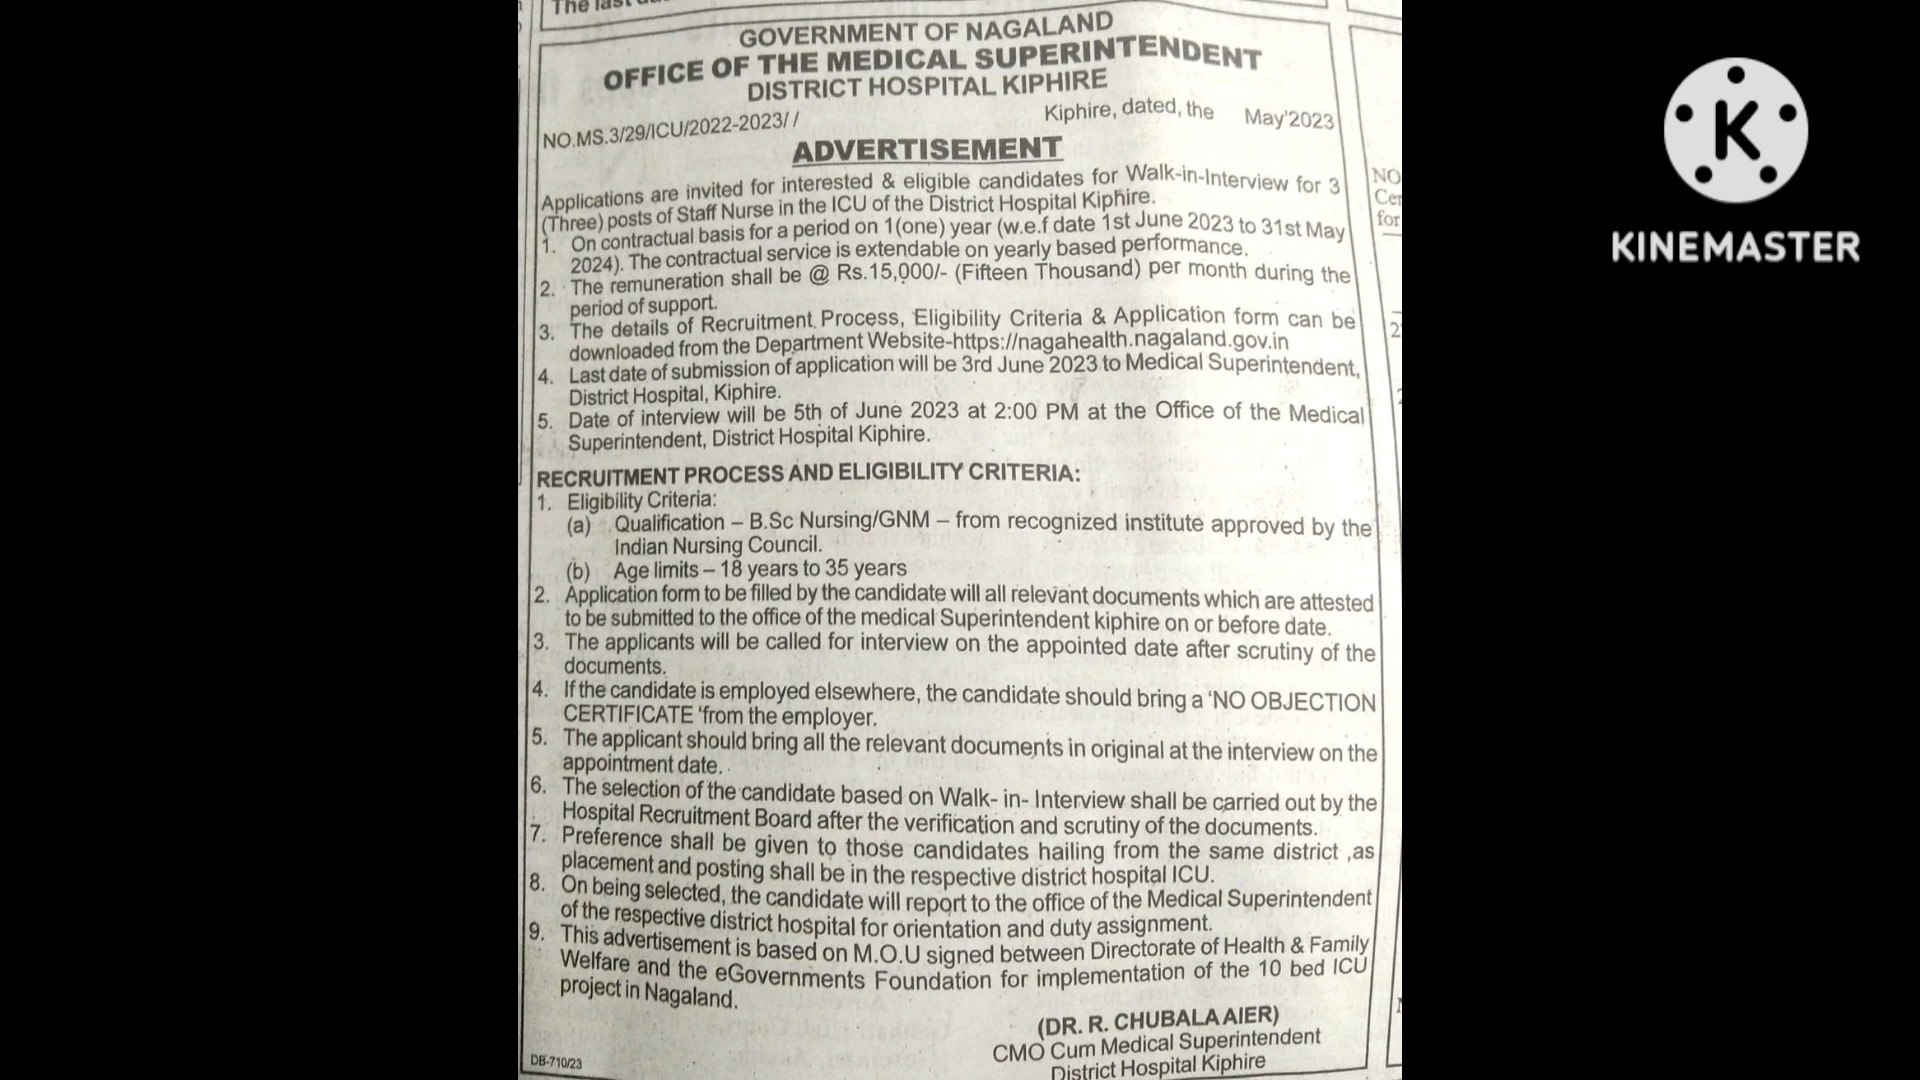 The last
GOVERNMENT OF NAGALAND
OFFICE OF THE MEDICAL SUPERINTENDENT
DISTRICT HOSPITAL KIPHIRE
NO.MS.3/29/ICU/2022-2023// Kiphire, dated, the May'2023
ADVERTISEMENT
Applications are invited for interested & eligible candidates for Walk-in-Interview for 3
(Three) posts of Staff Nurse in the ICU of the District Hospital Kiphire.
1. On contractual basis for a period on 1(one) year (w.e.f date 1st June 2023 to 31st May
2024). The contractual service is extendable on yearly based performance.
2. The remuneration shall be @ Rs.15,000/- (Fifteen Thousand) per month during the
period of support.
3. The details of Recruitment Process, Eligibility Criteria & Application form can be
downloaded from the Department Website-https://nagahealth.nagaland.gov.in
4. Last date of submission of application will be 3rd June 2023 to Medical Superintendent,
District Hospital, Kiphire.
5. Date of interview will be 5th of June 2023 at 2:00 PM at the Office of the Medical
Superintendent, District Hospital Kiphire.
RECRUITMENT PROCESS AND ELIGIBILITY CRITERIA:
1. Eligibility Criteria:
(a) Qualification – B.Sc Nursing/GNM – from recognized institute approved by the
Indian Nursing Council.
(b) Age limits – 18 years to 35 years
2. Application form to be filled by the candidate will all relevant documents which are attested
to be submitted to the office of the medical Superintendent kiphire on or before date.
3. The applicants will be called for interview on the appointed date after scrutiny of the
documents.
4. If the candidate is employed elsewhere, the candidate should bring a 'NO OBJECTION
CERTIFICATE 'from the employer.
5. The applicant should bring all the relevant documents in original at the interview on the
appointment date.
6. The selection of the candidate based on Walk- in- Interview shall be carried out by the
Hospital Recruitment Board after the verification and scrutiny of the documents.
7. Preference shall be given to those candidates hailing from the same district ,as
placement and posting shall be in the respective district hospital ICU.
8. On being selected, the candidate will report to the office of the Medical Superintendent
of the respective district hospital for orientation and duty assignment.
9. This advertisement is based on M.O.U signed between Directorate of Health & Family
Welfare and the eGovernments Foundation for implementation of the 10 bed ICU
project in Nagaland.
(DR. R. CHUBALA AIER)
CMO Cum Medical Superintendent
District Hospital Kiphire
DB-710/23
NO
for
K
KINEMASTER